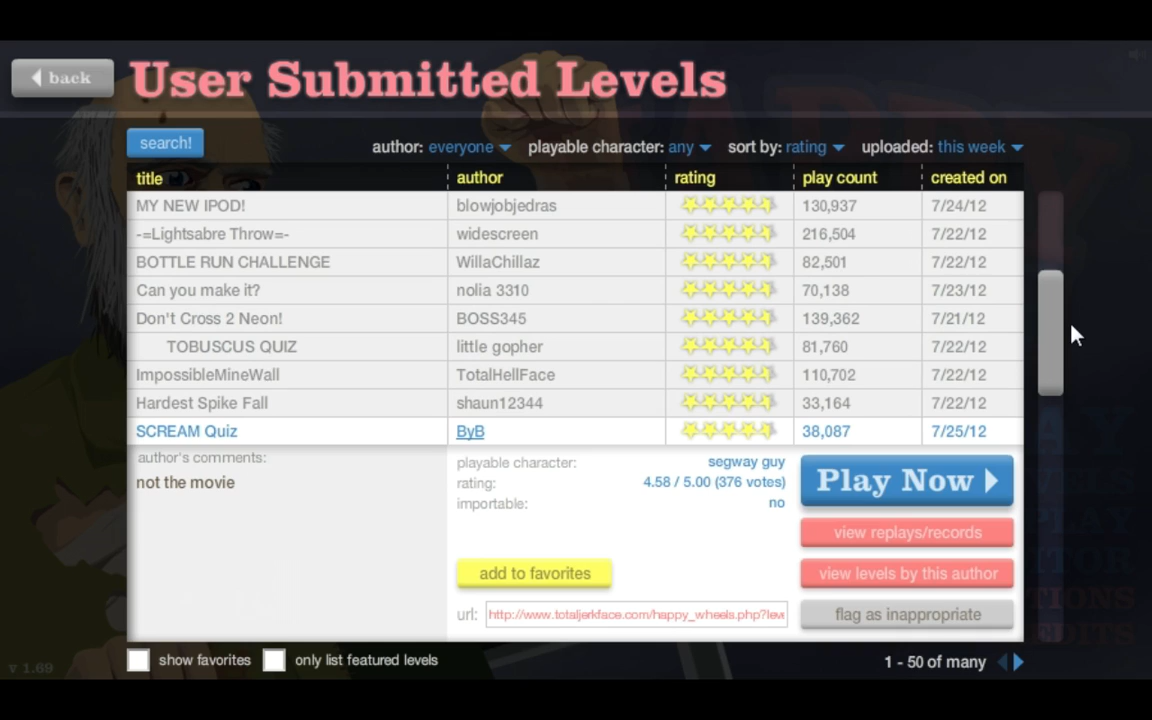 back
User Submitted Levels
search!
author: everyone playable character: any sort by: rating uploaded: this week
title author rating play count created on
MY NEW IPOD! blowjobjedras 130,937 7/24/12
-=Lightsabre Throw=- widescreen 216,504 7/22/12
BOTTLE RUN CHALLENGE WillaChillaz 82,501 7/22/12
Can you make it? nolia 3310 70,138 7/23/12
Don't Cross 2 Neon! BOSS345 139,362 7/21/12
TOBUSCUS QUIZ little gopher 81,760 7/22/12
ImpossibleMineWall TotalHellFace 110,702 7/22/12
Hardest Spike Fall shaun12344 33,164 7/22/12
SCREAM Quiz ByB 38,087 7/25/12
author's comments:
not the movie
playable character: segway guy
rating: 4.58 / 5.00 (376 votes)
importable: no
add to favorites
url: http://www.totaljerkface.com/happy_wheels.php?leve
Play Now
view replays/records
view levels by this author
flag as inappropriate
show favorites only list featured levels
1 - 50 of many
v 1.69